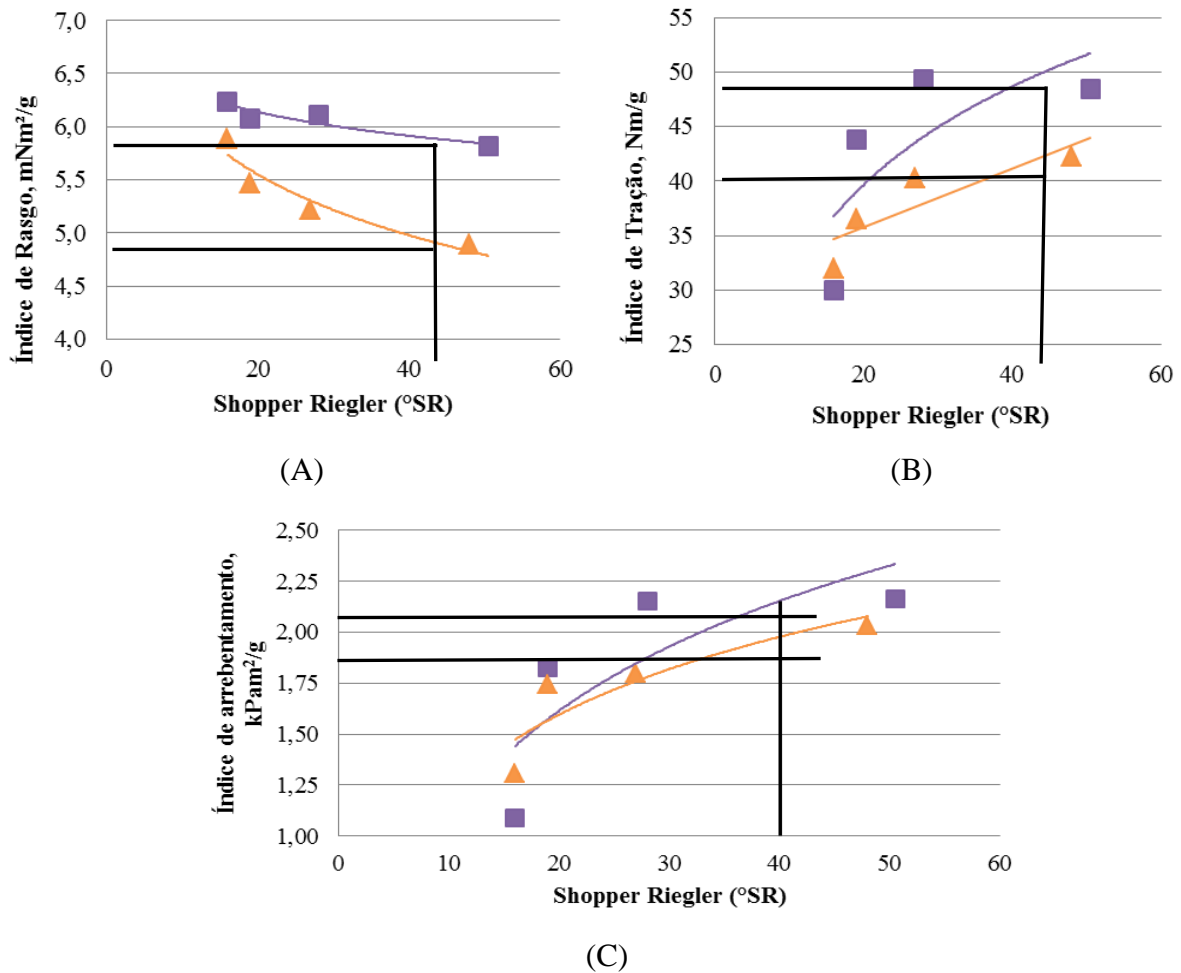 7,0
6,5
6,0
5,5
5,0
4,5
4,0
Índice de Rasgo, mNm²/g
0 20 40 60
Shopper Riegler (°SR)
(A)
55
50
45
40
35
30
25
Índice de Tração, Nm/g
0 20 40 60
Shopper Riegler (°SR)
(B)
2,50
2,25
2,00
1,75
1,50
1,25
1,00
Índice de arrebentamento,
kPam²/g
0 10 20 30 40 50 60
Shopper Riegler (°SR)
(C)